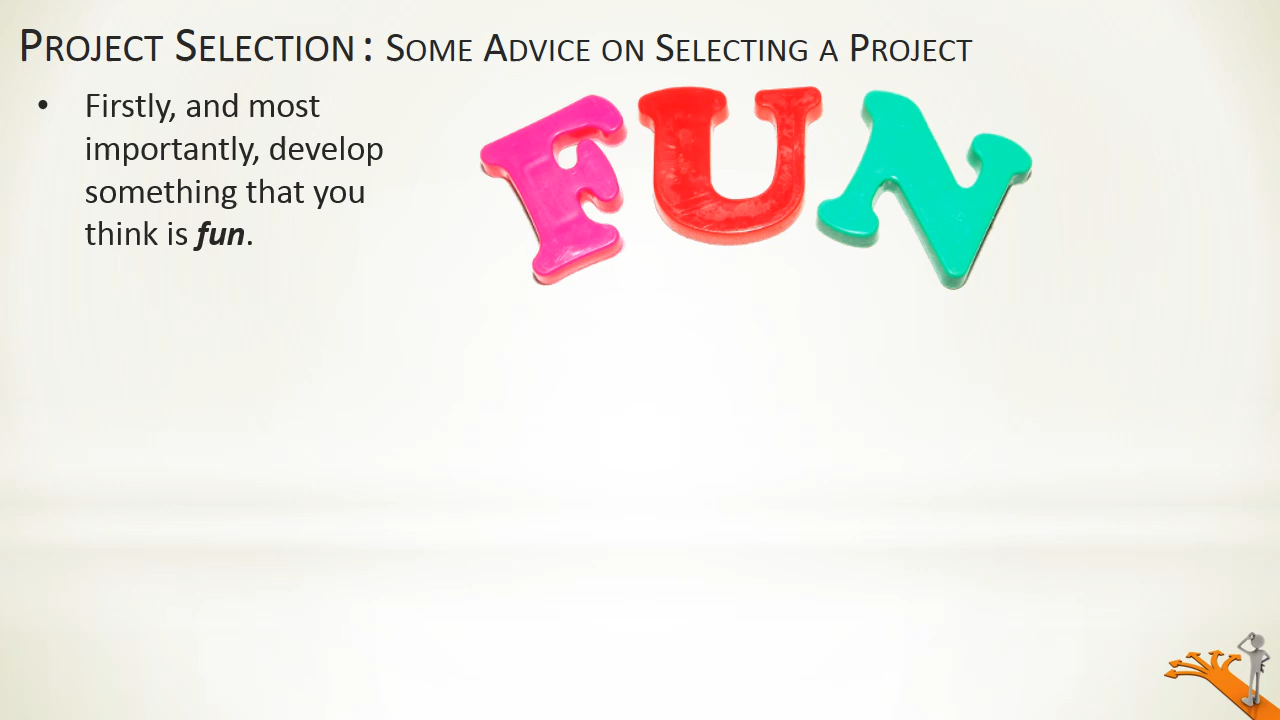 Project Selection : Some Advice on Selecting a Project
• Firstly, and most
importantly, develop
something that you
think is fun.
FUN